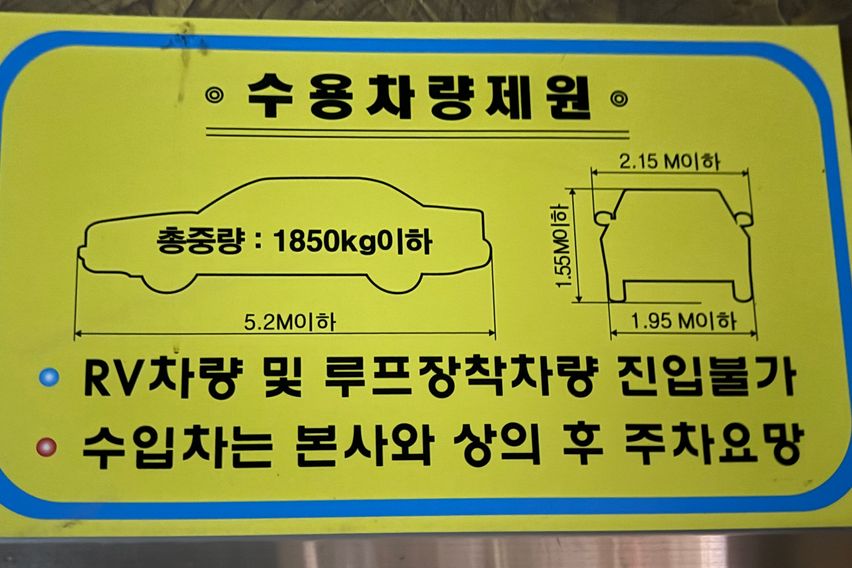 ◎ 수용차량제원 ◎
2.15 M이하
총중량 : 1850kg이하
1.55M이하
5.2M이하
1.95 M이하
RV차량 및 루프장착차량 진입불가
수입차는 본사와 상의 후 주차요망